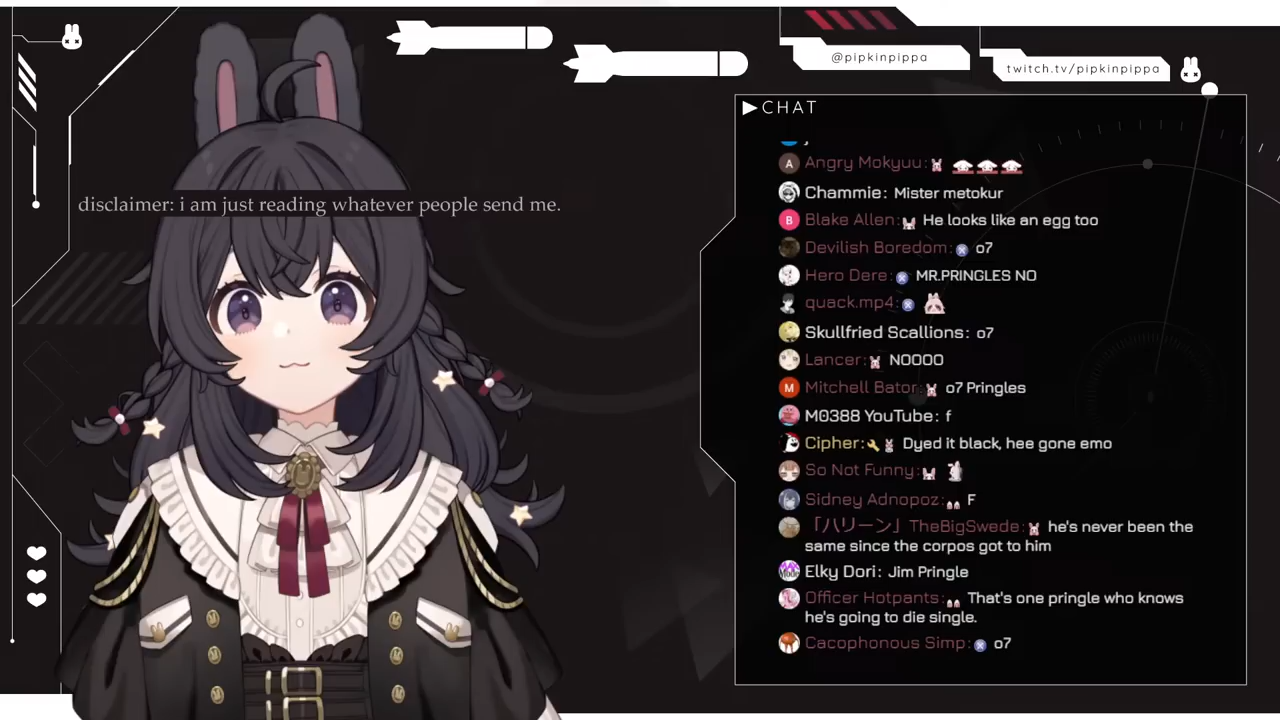 @pipkinpippa
twitch.tv/pipkinpippa
CHAT
A Angry Mokyuu:
Chammie: Mister metokur
B Blake Allen: He looks like an egg too
disclaimer: i am just reading whatever people send me.
Devilish Boredom: o7
Hero Dere: MR.PRINGLES NO
quack.mp4:
Skullfried Scallions: o7
Lancer: NOOOO
M Mitchell Bator: o7 Pringles
M0388 YouTube: f
Cipher: Dyed it black, hee gone emo
So Not Funny:
Sidney Adnopoz: F
「ハリーン」TheBigSwede: he's never been the
same since the corpos got to him
Elky Dori: Jim Pringle
Officer Hotpants: That's one pringle who knows
he's going to die single.
Cacophonous Simp: o7